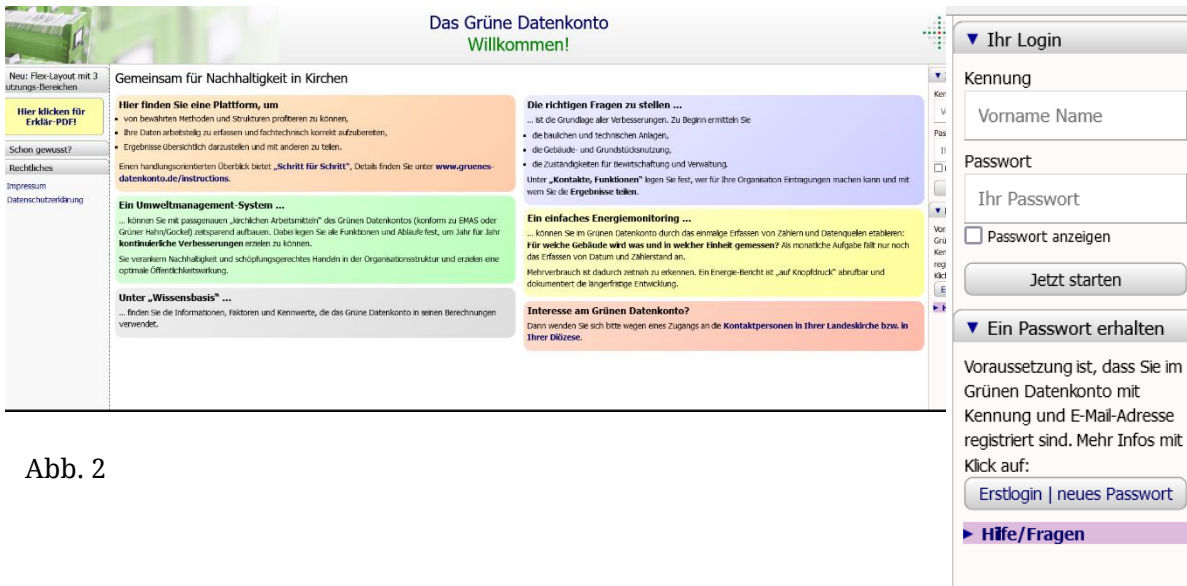 Das Grüne Datenkonto
Willkommen!
Neu: Flex-Layout mit 3
utzungs-Bereichen
Hier klicken für
Erklär-PDF!
Schon gewusst?
Rechtliches
Impressum
Datenschutzerklärung
Gemeinsam für Nachhaltigkeit in Kirchen
Hier finden Sie eine Plattform, um
• von bewährten Methoden und Strukturen profitieren zu können,
• Ihre Daten arbeitsteilig zu erfassen und fachtechnisch korrekt aufzubereiten,
• Ergebnisse übersichtlich darzustellen und mit anderen zu teilen.
Einen handlungsorientierten Überblick bietet „Schritt für Schritt", Details finden Sie unter www.gruenes-
datenkonto.de/instructions.
Ein Umweltmanagement-System ...
... können Sie mit passgenauen „kirchlichen Arbeitsmitteln" des Grünen Datenkontos (konform zu EMAS oder
Grüner Hahn/Gockel) zeitsparend aufbauen. Dabei legen Sie alle Funktionen und Abläufe fest, um Jahr für Jahr
kontinuierliche Verbesserungen erzielen zu können.
Sie verankern Nachhaltigkeit und schöpfungsgerechtes Handeln in der Organisationsstruktur und erzielen eine
optimale Öffentlichkeitswirkung.
Unter „Wissensbasis" ...
... finden Sie die Informationen, Faktoren und Kennwerte, die das Grüne Datenkonto in seinen Berechnungen
verwendet.
Die richtigen Fragen zu stellen ...
... ist die Grundlage aller Verbesserungen. Zu Beginn ermitteln Sie
• die baulichen und technischen Anlagen,
• die Gebäude- und Grundstücksnutzung,
• die Zuständigkeiten für Bewirtschaftung und Verwaltung.
Unter „Kontakte, Funktionen" legen Sie fest, wer für Ihre Organisation Eintragungen machen kann und mit
wem Sie die Ergebnisse teilen.
Ein einfaches Energiemonitoring ...
... können Sie im Grünen Datenkonto durch das einmalige Erfassen von Zählern und Datenquellen etablieren:
Für welche Gebäude wird was und in welcher Einheit gemessen? Als monatliche Aufgabe fällt nur noch
das Erfassen von Datum und Zählerstand an.
Mehrverbrauch ist dadurch zeitnah zu erkennen. Ein Energie-Bericht ist „auf Knopfdruck" abrufbar und
dokumentiert die längerfristige Entwicklung.
Interesse am Grünen Datenkonto?
Dann wenden Sie sich bitte wegen eines Zugangs an die Kontaktpersonen in Ihrer Landeskirche bzw. in
Ihrer Diözese.
▼ Ihr Login
Kennung
Vorname Name
Passwort
Ihr Passwort
Passwort anzeigen
Jetzt starten
▼ Ein Passwort erhalten
Voraussetzung ist, dass Sie im
Grünen Datenkonto mit
Kennung und E-Mail-Adresse
registriert sind. Mehr Infos mit
Klick auf:
Erstlogin | neues Passwort
► Hilfe/Fragen
Abb. 2